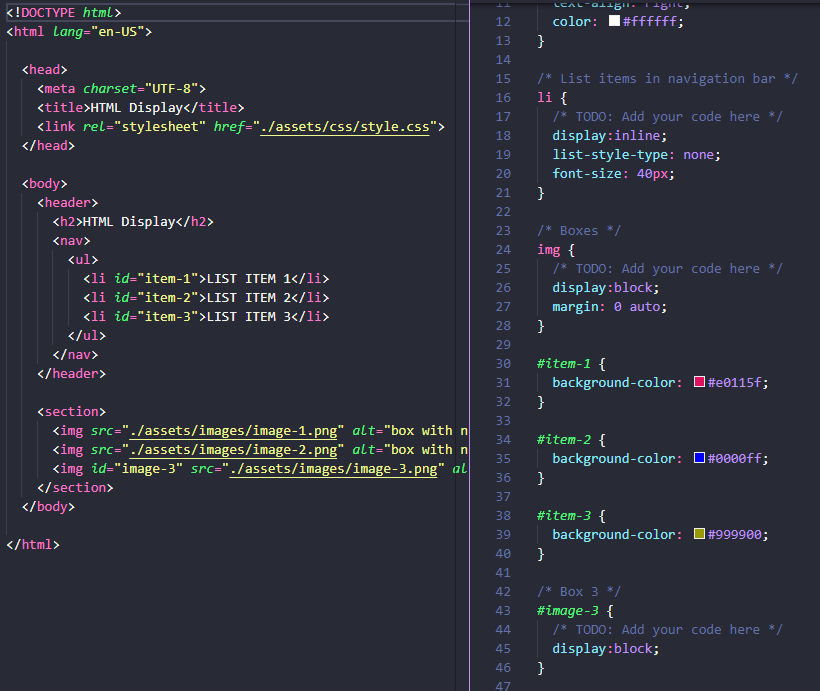 <!DOCTYPE html>
<html lang="en-US">
<head>
<meta charset="UTF-8">
<title>HTML Display</title>
<link rel="stylesheet" href="./assets/css/style.css">
</head>
<body>
<header>
<h2>HTML Display</h2>
<nav>
<ul>
<li id="item-1">LIST ITEM 1</li>
<li id="item-2">LIST ITEM 2</li>
<li id="item-3">LIST ITEM 3</li>
</ul>
</nav>
</header>
<section>
<img src="./assets/images/image-1.png" alt="box with n
<img src="./assets/images/image-2.png" alt="box with n
<img id="image-3" src="./assets/images/image-3.png" al
</section>
</body>
</html>
11 text-align: right;
12 color: #ffffff;
13 }
14
15 /* List items in navigation bar */
16 li {
17 /* TODO: Add your code here */
18 display:inline;
19 list-style-type: none;
20 font-size: 40px;
21 }
22
23 /* Boxes */
24 img {
25 /* TODO: Add your code here */
26 display:block;
27 margin: 0 auto;
28 }
29
30 #item-1 {
31 background-color: #e0115f;
32 }
33
34 #item-2 {
35 background-color: #0000ff;
36 }
37
38 #item-3 {
39 background-color: #999900;
40 }
41
42 /* Box 3 */
43 #image-3 {
44 /* TODO: Add your code here */
45 display:block;
46 }
47